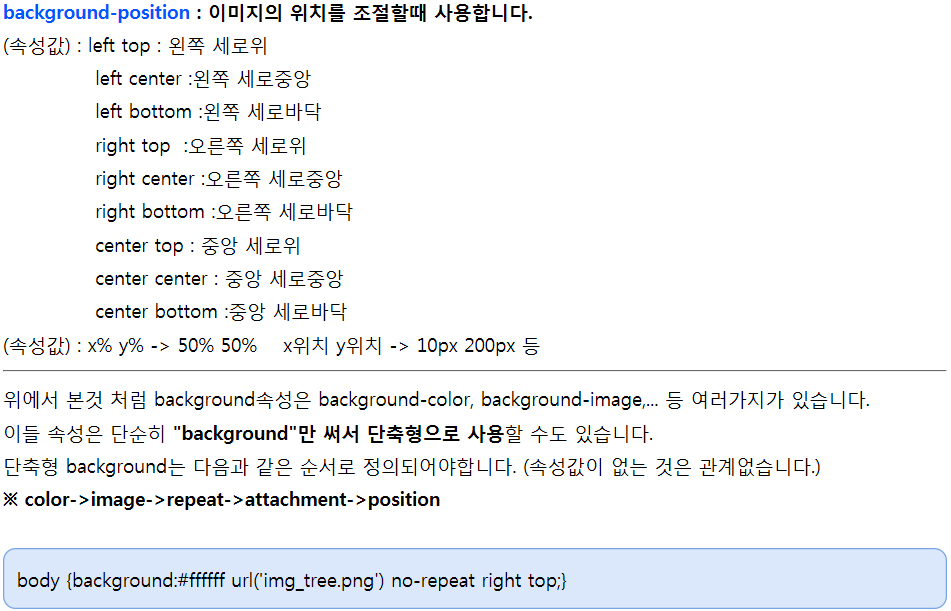 background-position : 이미지의 위치를 조절할때 사용합니다.
(속성값) : left top : 왼쪽 세로위
left center :왼쪽 세로중앙
left bottom :왼쪽 세로바닥
right top  :오른쪽 세로위
right center :오른쪽 세로중앙
right bottom :오른쪽 세로바닥
center top : 중앙 세로위
center center : 중앙 세로중앙
center bottom :중앙 세로바닥
(속성값) : x% y% -> 50% 50%    x위치 y위치 -> 10px 200px 등
위에서 본것 처럼 background속성은 background-color, background-image,... 등 여러가지가 있습니다.
이들 속성은 단순히 "background"만 써서 단축형으로 사용할 수도 있습니다.
단축형 background는 다음과 같은 순서로 정의되어야합니다. (속성값이 없는 것은 관계없습니다.)
※ color->image->repeat->attachment->position
body {background:#ffffff url('img_tree.png') no-repeat right top;}